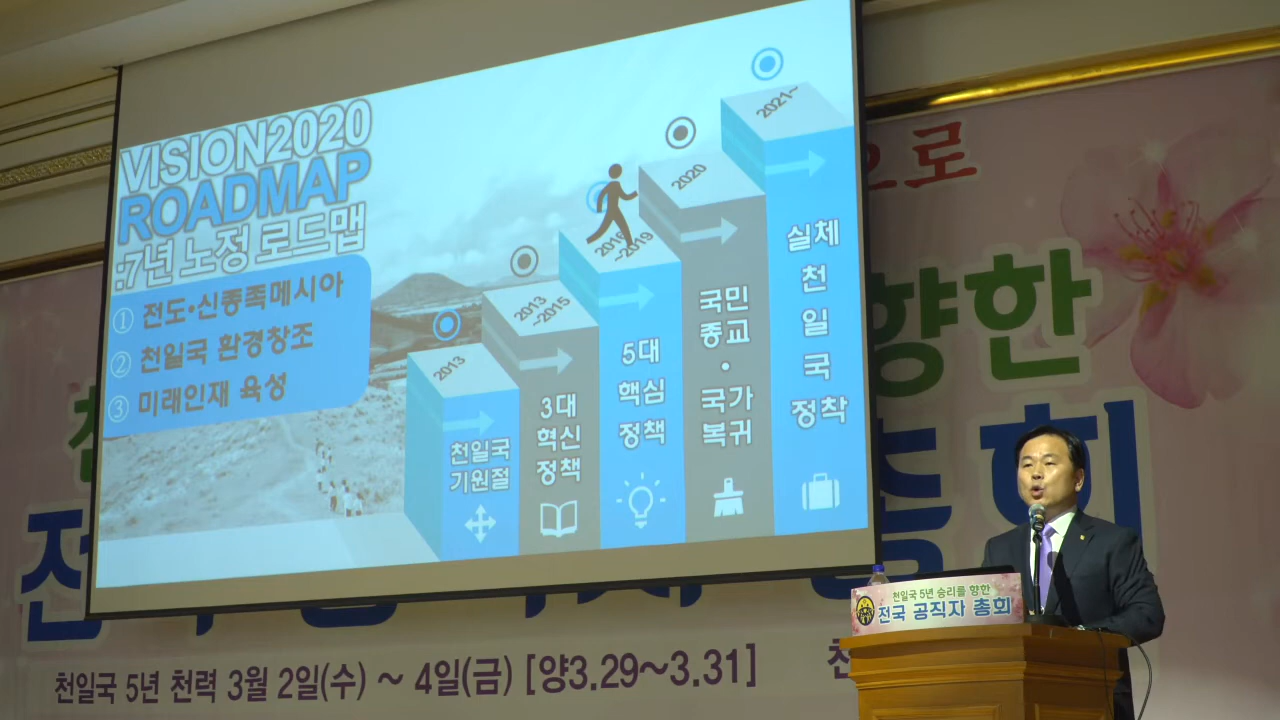 VISION2020
ROADMAP
:7년 노정 로드맵
① 전도•신종족메시아
② 천일국 환경창조
③ 미래인재 육성
2013
천일국
기원절
2013
~2015
3대
혁신
정책
2016
~2019
5대
핵심
정책
2020
국민
종교
•
국가
복귀
2021~
실체
천
일
국
정착
으로
향한
총회
천일국 5년 승리를 향한
전국 공직자 총회
천일국 5년 천력 3월 2일(수) ~ 4일(금) [양3.29~3.31]